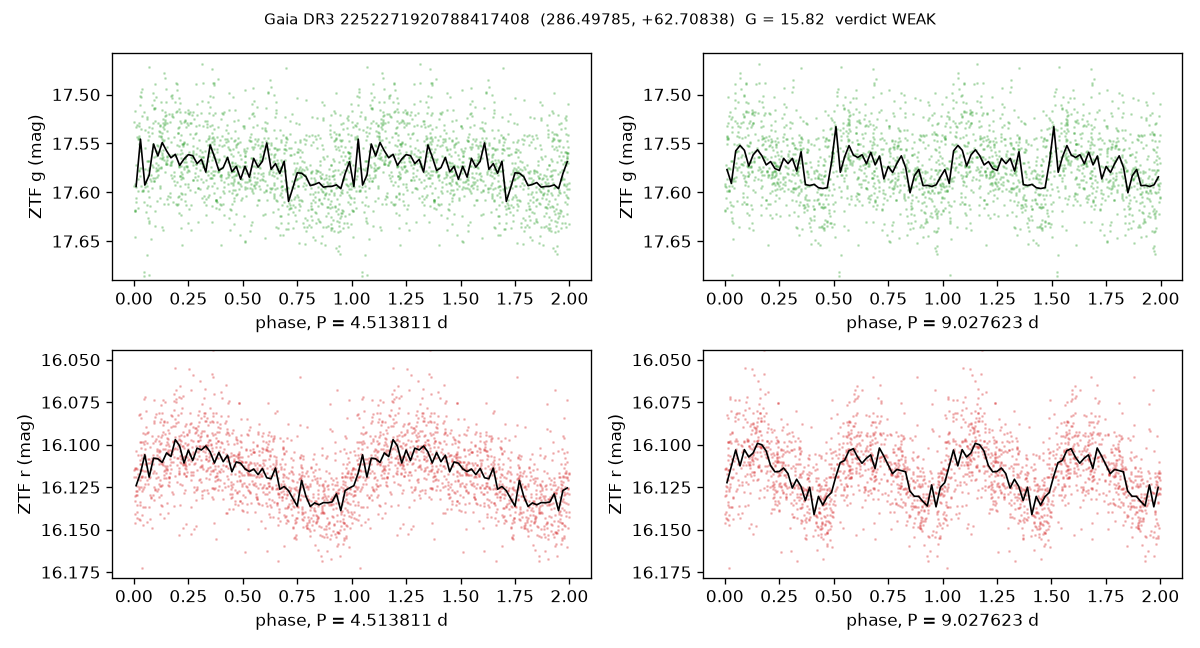 Gaia DR3 2252271920788417408  (286.49785, +62.70838)  G = 15.82  verdict WEAK
ZTF g (mag)
17.50
17.55
17.60
17.65
0.00 0.25 0.50 0.75 1.00 1.25 1.50 1.75 2.00
phase, P = 4.513811 d
ZTF g (mag)
17.50
17.55
17.60
17.65
0.00 0.25 0.50 0.75 1.00 1.25 1.50 1.75 2.00
phase, P = 9.027623 d
ZTF r (mag)
16.050
16.075
16.100
16.125
16.150
16.175
0.00 0.25 0.50 0.75 1.00 1.25 1.50 1.75 2.00
phase, P = 4.513811 d
ZTF r (mag)
16.050
16.075
16.100
16.125
16.150
16.175
0.00 0.25 0.50 0.75 1.00 1.25 1.50 1.75 2.00
phase, P = 9.027623 d